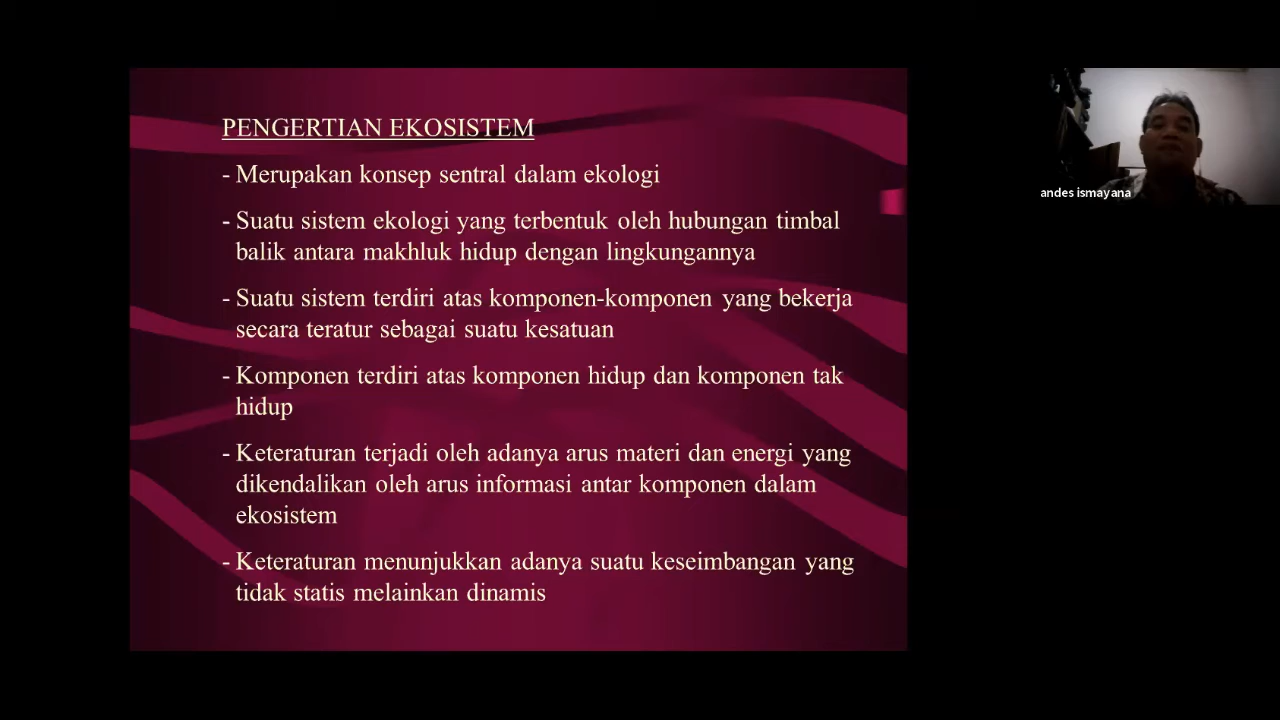 PENGERTIAN EKOSISTEM
- Merupakan konsep sentral dalam ekologi
- Suatu sistem ekologi yang terbentuk oleh hubungan timbal
balik antara makhluk hidup dengan lingkungannya
- Suatu sistem terdiri atas komponen-komponen yang bekerja
secara teratur sebagai suatu kesatuan
- Komponen terdiri atas komponen hidup dan komponen tak
hidup
- Keteraturan terjadi oleh adanya arus materi dan energi yang
dikendalikan oleh arus informasi antar komponen dalam
ekosistem
- Keteraturan menunjukkan adanya suatu keseimbangan yang
tidak statis melainkan dinamis
andes ismayana